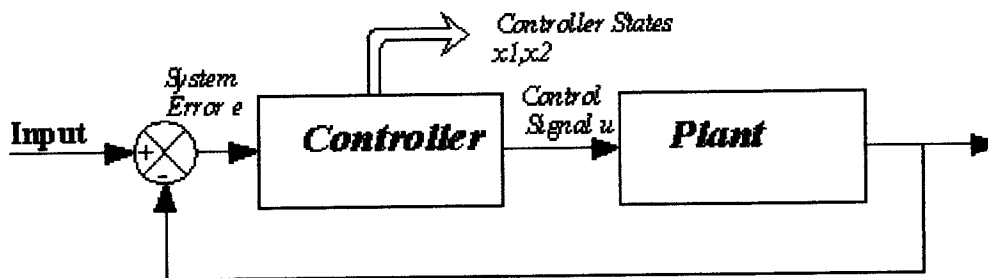 Controller States
x1,x2
System
Error e
Control
Signal u
Input
+
-
Controller
Plant